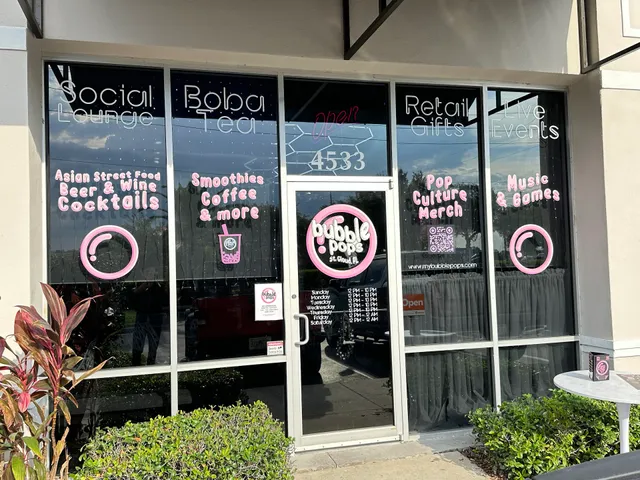 Social
Lounge
Asian Street Food
Beer & Wine
Cocktails
Boba
Tea
Smoothies
Coffee
& more
open
4533
bubble
pops
St. Cloud, FL
Sunday
Monday
Tuesday
Wednesday
Thursday
Friday
Saturday
Retail
Gifts
Pop
Culture
Merch
www.mybubblepops.com
Open
Live
Events
Music
& Games